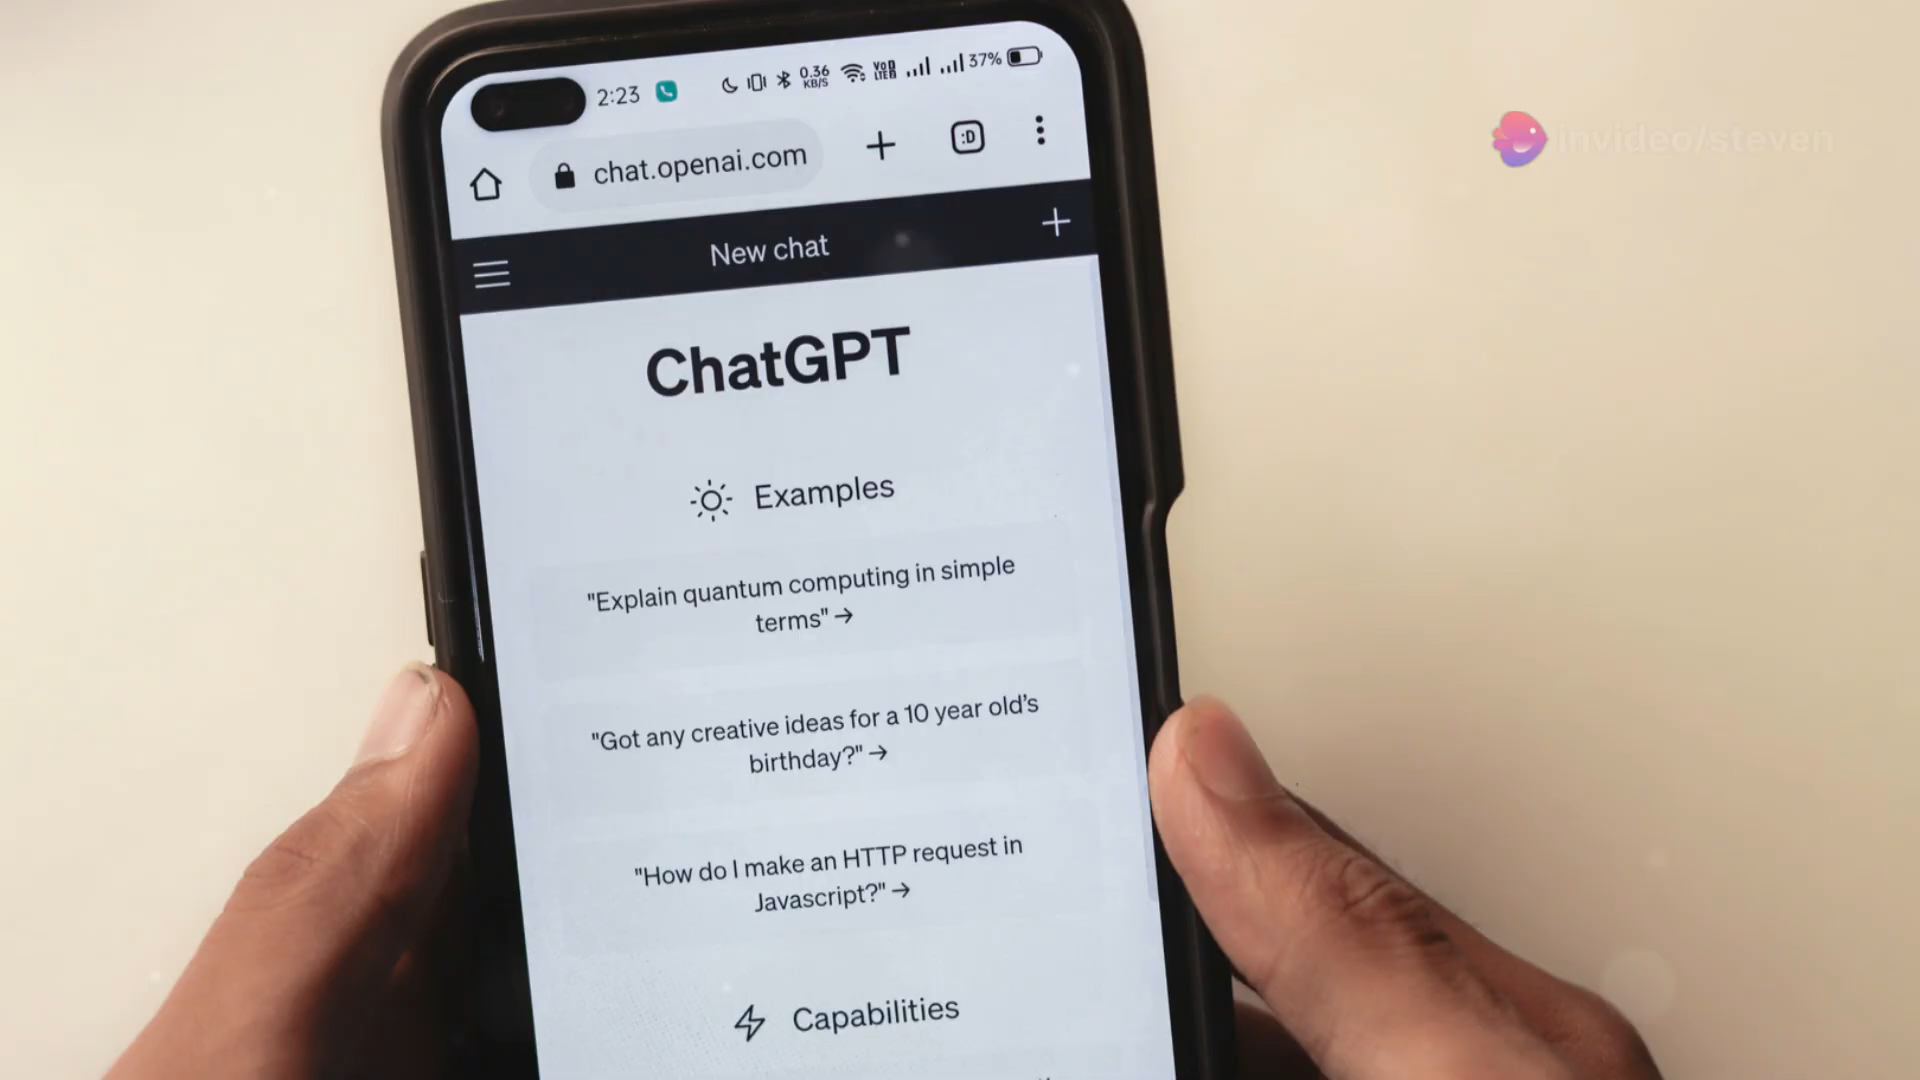 2:23 0.36 KB/S VoD LTE 37%
chat.openai.com :D
New chat
ChatGPT
Examples
"Explain quantum computing in simple
terms" →
"Got any creative ideas for a 10 year old's
birthday?" →
"How do I make an HTTP request in
Javascript?" →
Capabilities
invideo/steven